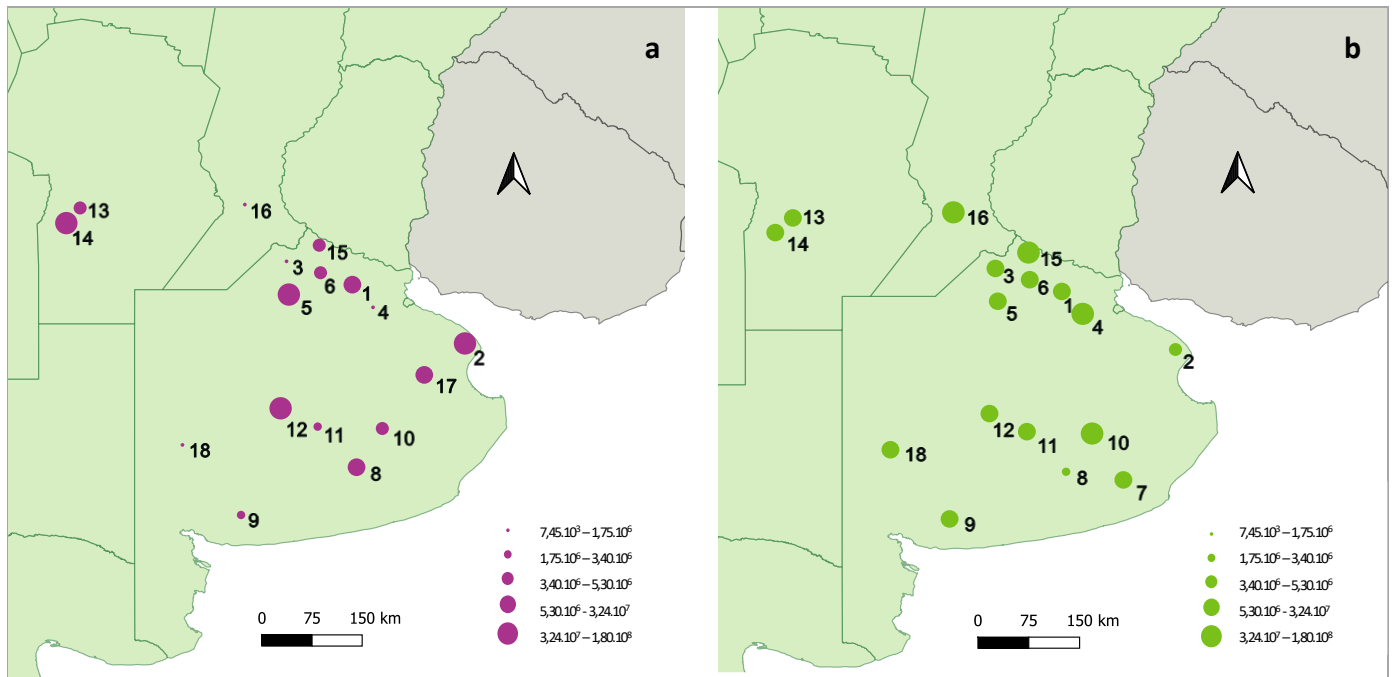 a
13
14
16
15
3
6
1
5
4
2
17
12
11
10
18
8
9
7,45.10³ – 1,75.10⁶
1,75.10⁶ – 3,40.10⁶
3,40.10⁶ – 5,30.10⁶
5,30.10⁶ - 3,24.10⁷
3,24.10⁷ – 1,80.10⁸
0 75 150 km
b
13
14
16
15
3
6
1
5
4
2
12
11
10
18
8
7
9
7,45.10³ – 1,75.10⁶
1,75.10⁶ – 3,40.10⁶
3,40.10⁶ – 5,30.10⁶
5,30.10⁶ - 3,24.10⁷
3,24.10⁷ – 1,80.10⁸
0 75 150 km